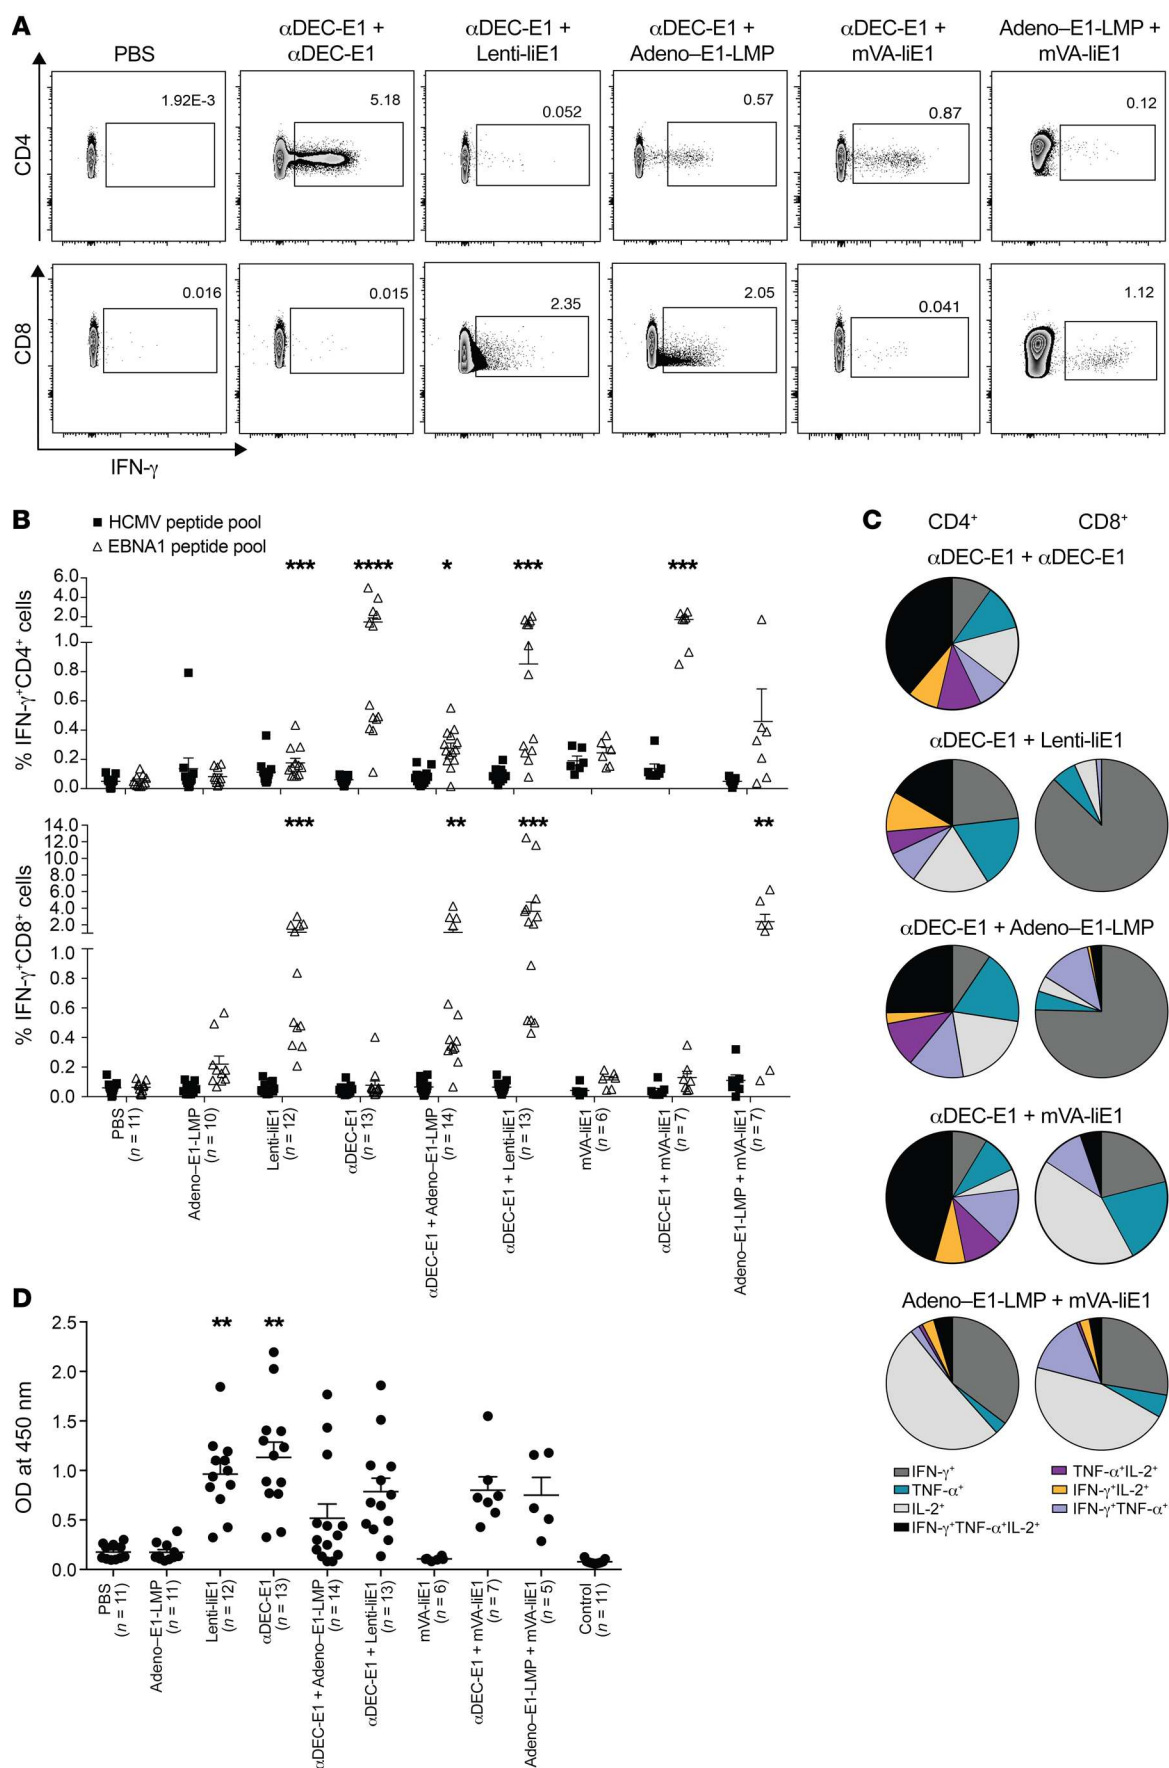 A
PBS
αDEC-E1 +
αDEC-E1
αDEC-E1 +
Lenti-IiE1
αDEC-E1 +
Adeno–E1-LMP
αDEC-E1 +
mVA-IiE1
Adeno–E1-LMP +
mVA-IiE1
CD4
1.92E-3
5.18
0.052
0.57
0.87
0.12
CD8
0.016
0.015
2.35
2.05
0.041
1.12
IFN-γ
B
■ HCMV peptide pool
△ EBNA1 peptide pool
*** **** * *** ***
% IFN-γ⁺CD4⁺ cells
6.0
4.0
2.0
1.0
0.8
0.6
0.4
0.2
0.0
*** ** *** **
% IFN-γ⁺CD8⁺ cells
14.0
12.0
10.0
8.0
6.0
4.0
2.0
1.0
0.8
0.6
0.4
0.2
0.0
PBS
(n = 11)
Adeno–E1-LMP
(n = 10)
Lenti-IiE1
(n = 12)
αDEC-E1
(n = 13)
αDEC-E1 + Adeno–E1-LMP
(n = 14)
αDEC-E1 + Lenti-IiE1
(n = 13)
mVA-IiE1
(n = 6)
αDEC-E1 + mVA-IiE1
(n = 7)
Adeno–E1-LMP + mVA-IiE1
(n = 7)
C
CD4⁺ CD8⁺
αDEC-E1 + αDEC-E1
αDEC-E1 + Lenti-IiE1
αDEC-E1 + Adeno–E1-LMP
αDEC-E1 + mVA-IiE1
Adeno–E1-LMP + mVA-IiE1
IFN-γ⁺
TNF-α⁺
IL-2⁺
IFN-γ⁺TNF-α⁺IL-2⁺
TNF-α⁺IL-2⁺
IFN-γ⁺IL-2⁺
IFN-γ⁺TNF-α⁺
D
** **
OD at 450 nm
2.5
2.0
1.5
1.0
0.5
0.0
PBS
(n = 11)
Adeno–E1-LMP
(n = 11)
Lenti-IiE1
(n = 12)
αDEC-E1
(n = 13)
αDEC-E1 + Adeno–E1-LMP
(n = 14)
αDEC-E1 + Lenti-IiE1
(n = 13)
mVA-IiE1
(n = 6)
αDEC-E1 + mVA-IiE1
(n = 7)
Adeno–E1-LMP + mVA-IiE1
(n = 5)
Control
(n = 11)